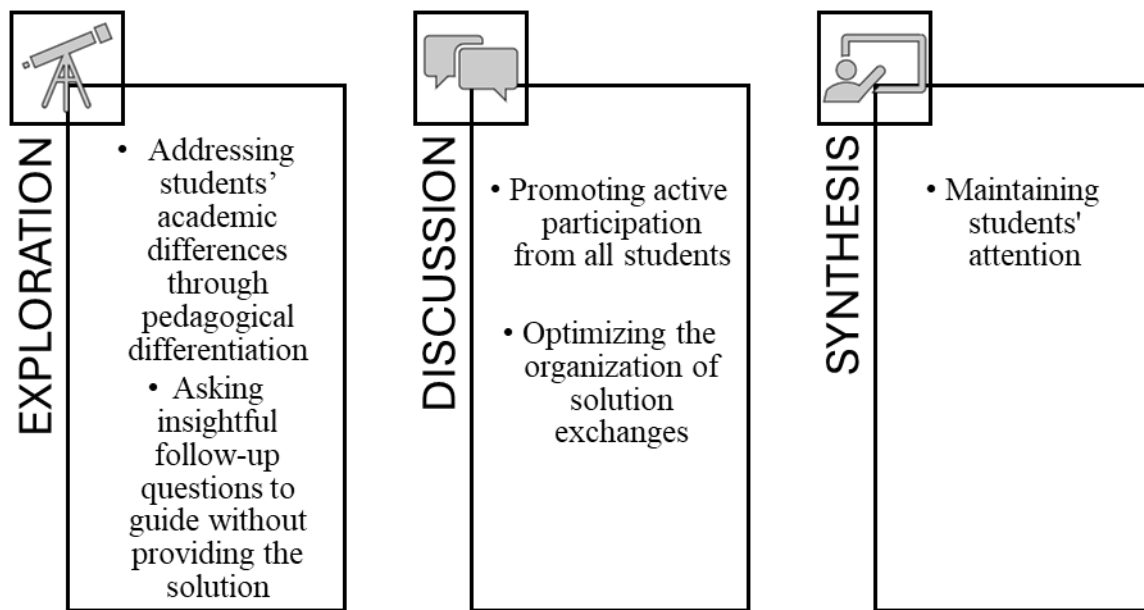 EXPLORATION
• Addressing
students’
academic
differences
through
pedagogical
differentiation
• Asking
insightful
follow-up
questions to
guide without
providing the
solution
DISCUSSION
• Promoting active
participation
from all students
• Optimizing the
organization of
solution
exchanges
SYNTHESIS
• Maintaining
students'
attention